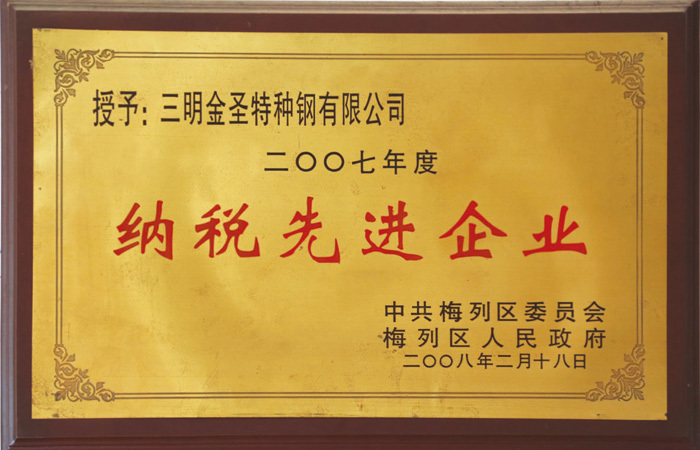 授予：三明金圣特种钢有限公司
二〇〇七年度
纳税先进企业
中共梅列区委员会
梅列区人民政府
二〇〇八年二月十八日